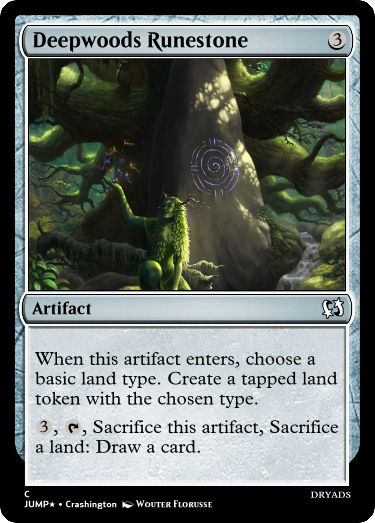 Deepwoods Runestone 3
Artifact
When this artifact enters, choose a
basic land type. Create a tapped land
token with the chosen type.
3, , Sacrifice this artifact, Sacrifice
a land: Draw a card.
C DRYADS
JUMP★ • Crashington Wouter Florusse